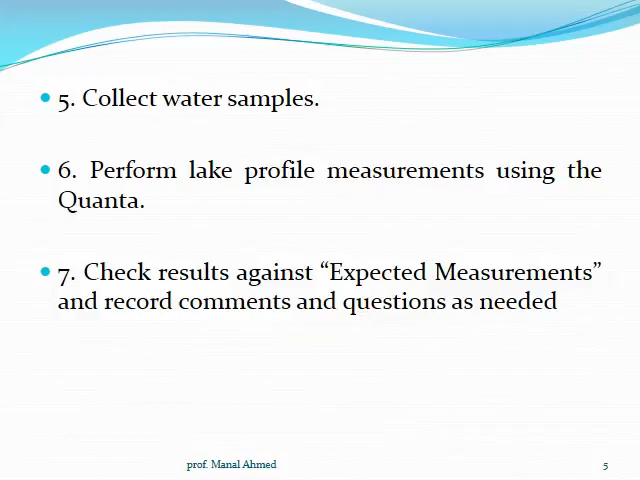 5. Collect water samples.
6. Perform lake profile measurements using the
Quanta.
7. Check results against “Expected Measurements”
and record comments and questions as needed
prof. Manal Ahmed
5